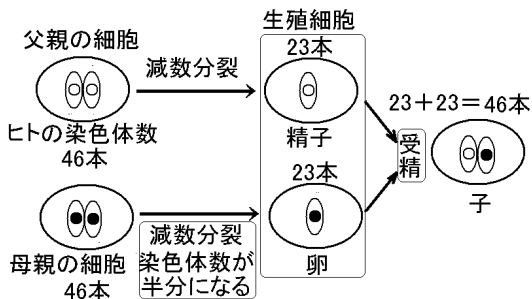 父親の細胞
ヒトの染色体数
46本
減数分裂
母親の細胞
46本
減数分裂
染色体数が
半分になる
生殖細胞
23本
精子
23本
卵
受精
23＋23＝46本
子